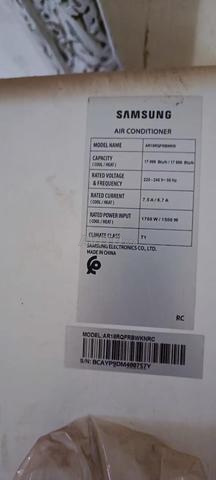 SAMSUNG
AIR CONDITIONER
MODEL NAME AR18RQFRBWKNRC
CAPACITY ( COOL / HEAT ) 17 000 Btu/h / 17 000 Btu/h
RATED VOLTAGE & FREQUENCY 220 - 240 V~ 50 Hz
RATED CURRENT ( COOL / HEAT ) 7.5 A / 6.7 A
RATED POWER INPUT ( COOL / HEAT ) 1700 W / 1500 W
CLIMATE CLASS T1
SAMSUNG ELECTRONICS CO., LTD.
MADE IN CHINA
RC
MODEL: AR18RQFRBWKNRC